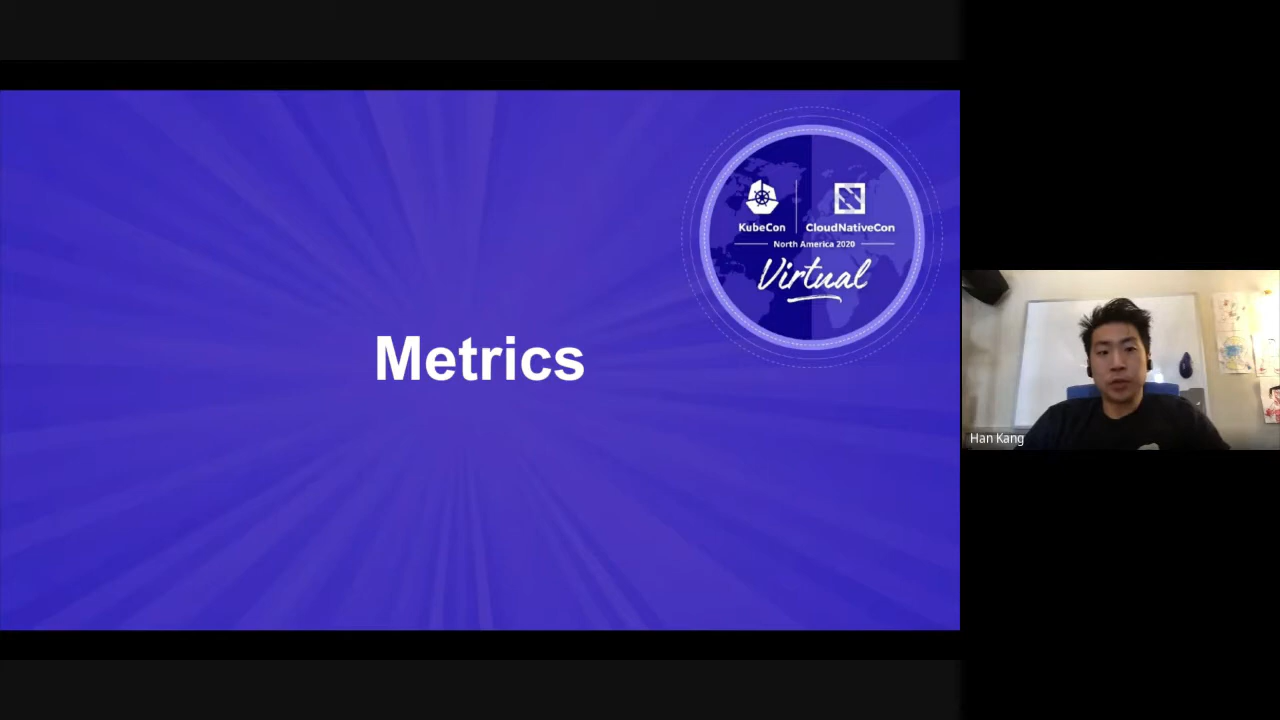 KubeCon
CloudNativeCon
North America 2020
Virtual
Metrics
Han Kang